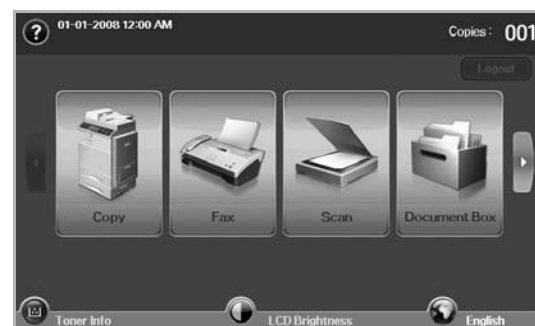 ?
01-01-2008 12:00 AM
Copies: 001
Logout
Copy
Fax
Scan
Document Box
Toner Info
LCD Brightness
English